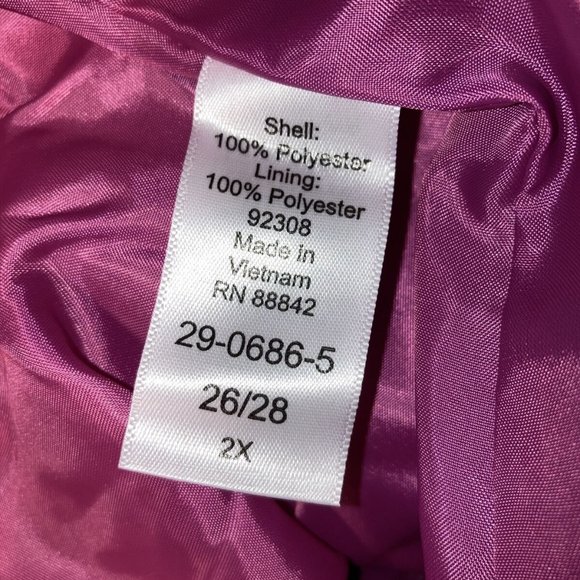 Shell:
100% Polyester
Lining:
100% Polyester
92308
Made in
Vietnam
RN 88842
29-0686-5
26/28
2X